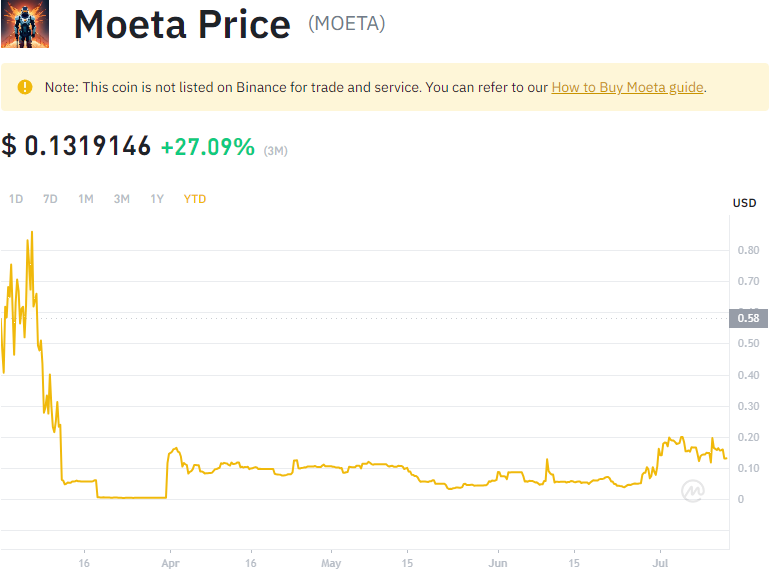 Moeta Price (MOETA)
Note: This coin is not listed on Binance for trade and service. You can refer to our How to Buy Moeta guide.
$ 0.1319146 +27.09% (3M)
1D 7D 1M 3M 1Y YTD
USD
0.80
0.70
0.58
0.50
0.40
0.30
0.20
0.10
0
16 Apr 16 May 15 Jun 15 Jul